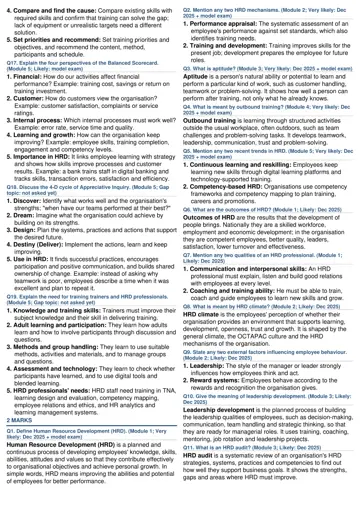 4. Compare and find the cause: Compare existing skills with
required skills and confirm that training can solve the gap;
lack of equipment or unrealistic targets need a different
solution.
5. Set priorities and recommend: Set training priorities and
objectives, and recommend the content, method,
participants and schedule.
Q17. Explain the four perspectives of the Balanced Scorecard.
(Module 5; Likely: model exam)
1. Financial: How do our activities affect financial
performance? Example: training cost, savings or return on
training investment.
2. Customer: How do customers view the organisation?
Example: customer satisfaction, complaints or service
ratings.
3. Internal process: Which internal processes must work well?
Example: error rate, service time and quality.
4. Learning and growth: How can the organisation keep
improving? Example: employee skills, training completion,
engagement and competency levels.
5. Importance in HRD: It links employee learning with strategy
and shows how skills improve processes and customer
results. Example: a bank trains staff in digital banking and
tracks skills, transaction errors, satisfaction and efficiency.
Q18. Discuss the 4-D cycle of Appreciative Inquiry. (Module 5; Gap
topic: not asked yet)
1. Discover: Identify what works well and the organisation's
strengths: "when have our teams performed at their best?"
2. Dream: Imagine what the organisation could achieve by
building on its strengths.
3. Design: Plan the systems, practices and actions that support
the desired future.
4. Destiny (Deliver): Implement the actions, learn and keep
improving.
Use in HRD: It finds successful practices, encourages
participation and positive communication, and builds shared
ownership of change. Example: instead of asking why
teamwork is poor, employees describe a time when it was
excellent and plan to repeat it.
Q19. Explain the need for training trainers and HRD professionals.
(Module 3; Gap topic: not asked yet)
1. Knowledge and training skills: Trainers must improve their
subject knowledge and their skill in delivering training.
2. Adult learning and participation: They learn how adults
learn and how to involve participants through discussion and
questions.
3. Methods and group handling: They learn to use suitable
methods, activities and materials, and to manage groups
and questions.
4. Assessment and technology: They learn to check whether
participants have learned, and to use digital tools and
blended learning.
5. HRD professionals' needs: HRD staff need training in TNA,
learning design and evaluation, competency mapping,
employee relations and ethics, and HR analytics and
learning management systems.
2 MARKS
Q1. Define Human Resource Development (HRD). (Module 1; Very
likely: Dec 2025 + model exam)
Human Resource Development (HRD) is a planned and
continuous process of developing employees' knowledge, skills,
abilities, attitudes and values so that they contribute effectively
to organisational objectives and achieve personal growth. In
simple words, HRD means improving the abilities and potential
of employees for better performance.
Q2. Mention any two HRD mechanisms. (Module 2; Very likely: Dec
2025 + model exam)
1. Performance appraisal: The systematic assessment of an
employee's performance against set standards, which also
identifies training needs.
2. Training and development: Training improves skills for the
present job; development prepares the employee for future
roles.
Q3. What is aptitude? (Module 3; Very likely: Dec 2025 + model
exam)
Aptitude is a person's natural ability or potential to learn and
perform a particular kind of work, such as customer handling,
teamwork or problem-solving. It shows how well a person can
perform after training, not only what he already knows.
Q4. What is meant by outbound training? (Module 4; Very likely: Dec
2025 + model exam)
Outbound training is learning through structured activities
outside the usual workplace, often outdoors, such as team
challenges and problem-solving tasks. It develops teamwork,
leadership, communication, trust and problem-solving.
Q5. Mention any two recent trends in HRD. (Module 5; Very likely: Dec
2025 + model exam)
1. Continuous learning and reskilling: Employees keep
learning new skills through digital learning platforms and
technology-supported training.
2. Competency-based HRD: Organisations use competency
frameworks and competency mapping to plan training,
careers and promotions.
Q6. What are the outcomes of HRD? (Module 1; Likely: Dec 2025)
Outcomes of HRD are the results that the development of
people brings. Nationally they are a skilled workforce,
employment and economic development; in the organisation
they are competent employees, better quality, leaders,
satisfaction, lower turnover and effectiveness.
Q7. Mention any two qualities of an HRD professional. (Module 1;
Likely: Dec 2025)
1. Communication and interpersonal skills: An HRD
professional must explain, listen and build good relations
with employees at every level.
2. Coaching and training ability: He must be able to train,
coach and guide employees to learn new skills and grow.
Q8. What is meant by HRD climate? (Module 2; Likely: Dec 2025)
HRD climate is the employees' perception of whether their
organisation provides an environment that supports learning,
development, openness, trust and growth. It is shaped by the
general climate, the OCTAPAC culture and the HRD
mechanisms of the organisation.
Q9. State any two external factors influencing employee behaviour.
(Module 3; Likely: Dec 2025)
1. Leadership: The style of the manager or leader strongly
influences how employees think and act.
2. Reward systems: Employees behave according to the
rewards and recognition the organisation gives.
Q10. Give the meaning of leadership development. (Module 3; Likely:
Dec 2025)
Leadership development is the planned process of building
the leadership qualities of employees, such as decision-making,
communication, team handling and strategic thinking, so that
they are ready for managerial roles. It uses training, coaching,
mentoring, job rotation and leadership projects.
Q11. What is an HRD audit? (Module 3; Likely: Dec 2025)
HRD audit is a systematic review of an organisation's HRD
strategies, systems, practices and competencies to find out
how well they support business goals. It shows the strengths,
gaps and areas where HRD must improve.